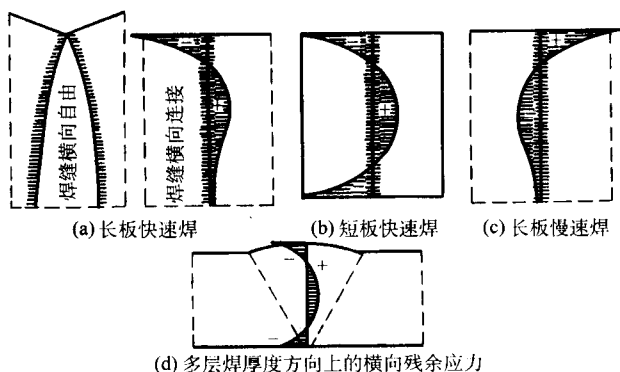 焊缝横向自由
焊缝横向连接
+
+
+
(a) 长板快速焊
(b) 短板快速焊
(c) 长板慢速焊
−
+
−
(d) 多层焊厚度方向上的横向残余应力